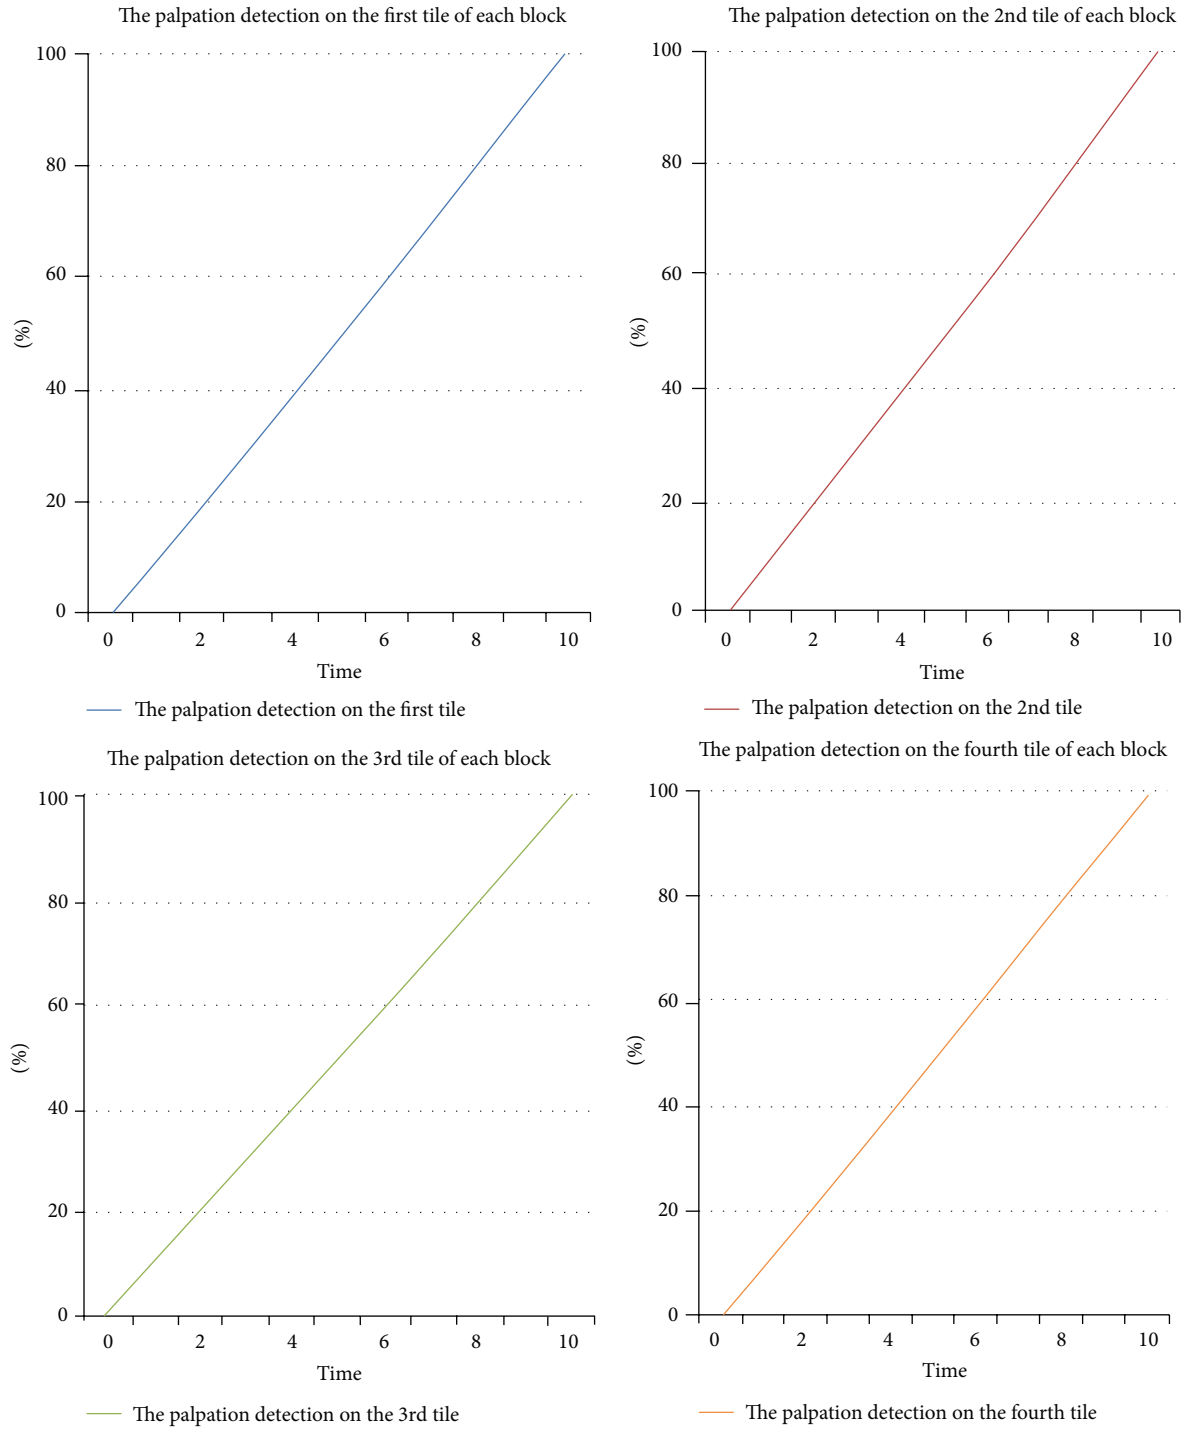 The palpation detection on the first tile of each block
100
80
60
40
20
0
(%)
0 2 4 6 8 10
Time
The palpation detection on the first tile
The palpation detection on the 2nd tile of each block
100
80
60
40
20
0
(%)
0 2 4 6 8 10
Time
The palpation detection on the 2nd tile
The palpation detection on the 3rd tile of each block
100
80
60
40
20
0
(%)
0 2 4 6 8 10
Time
The palpation detection on the 3rd tile
The palpation detection on the fourth tile of each block
100
80
60
40
20
0
(%)
0 2 4 6 8 10
Time
The palpation detection on the fourth tile